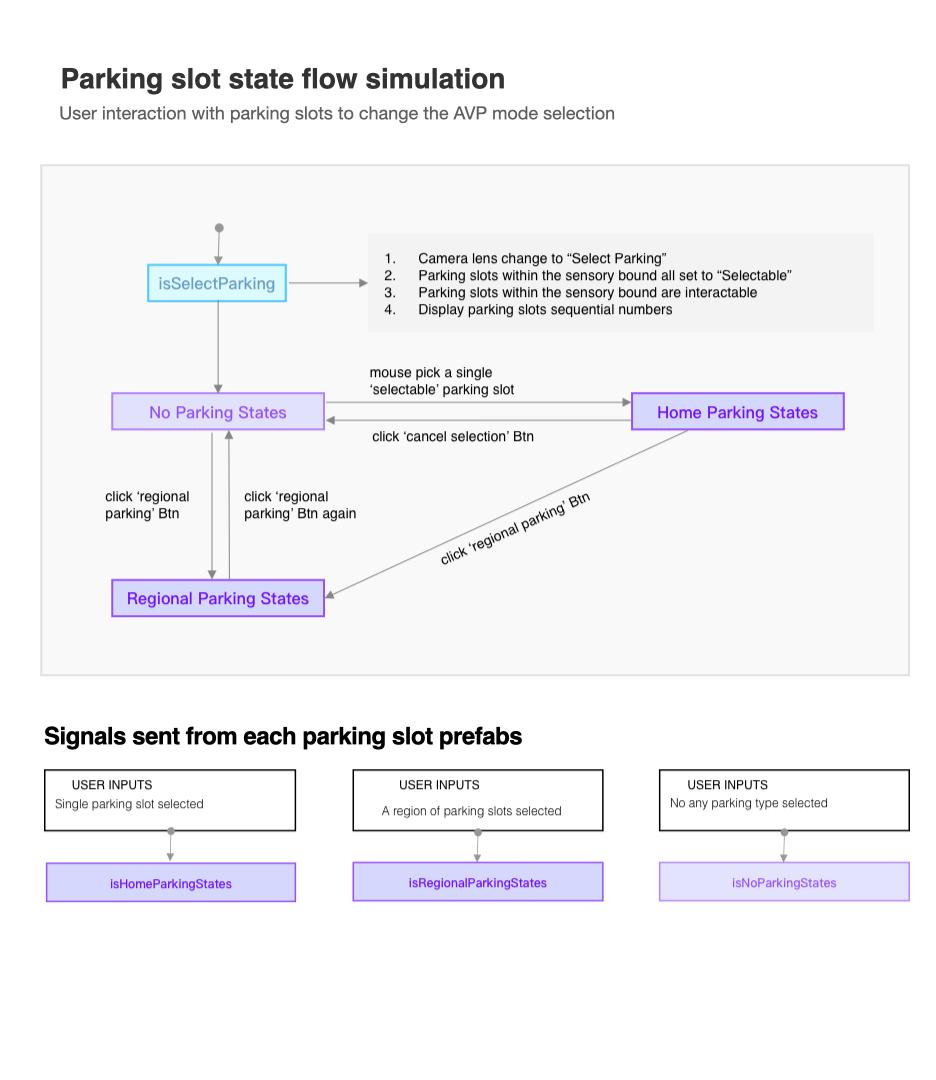 Parking slot state flow simulation
User interaction with parking slots to change the AVP mode selection
isSelectParking
1. Camera lens change to “Select Parking”
2. Parking slots within the sensory bound all set to “Selectable”
3. Parking slots within the sensory bound are interactable
4. Display parking slots sequential numbers
mouse pick a single
‘selectable’ parking slot
No Parking States
Home Parking States
click ‘cancel selection’ Btn
click ‘regional
parking’ Btn
click ‘regional
parking’ Btn again
click ‘regional parking’ Btn
Regional Parking States
Signals sent from each parking slot prefabs
USER INPUTS
Single parking slot selected
isHomeParkingStates
USER INPUTS
A region of parking slots selected
isRegionalParkingStates
USER INPUTS
No any parking type selected
isNoParkingStates